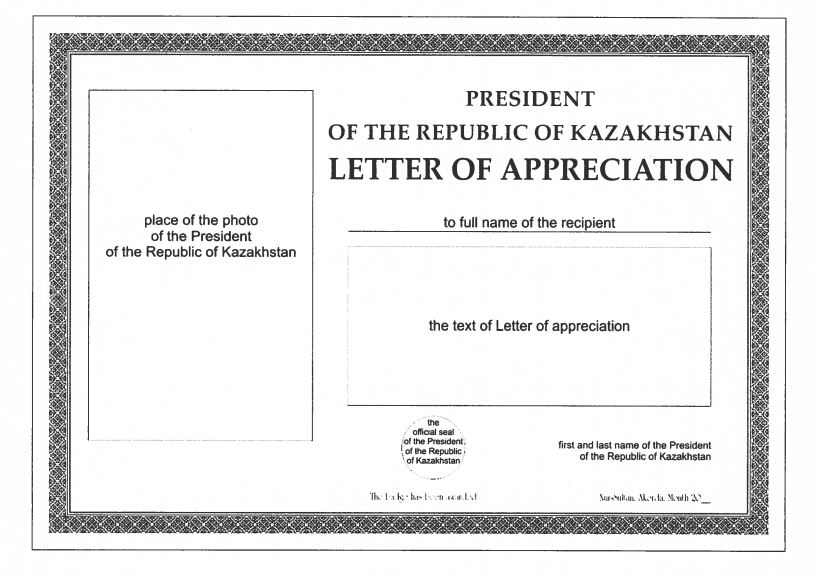 place of the photo
of the President
of the Republic of Kazakhstan
PRESIDENT
OF THE REPUBLIC OF KAZAKHSTAN
LETTER OF APPRECIATION
to full name of the recipient
the text of Letter of appreciation
the
official seal
of the President
of the Republic
of Kazakhstan
first and last name of the President
of the Republic of Kazakhstan
The badge has been awarded
Nur-Sultan, Akorda, Month 20__